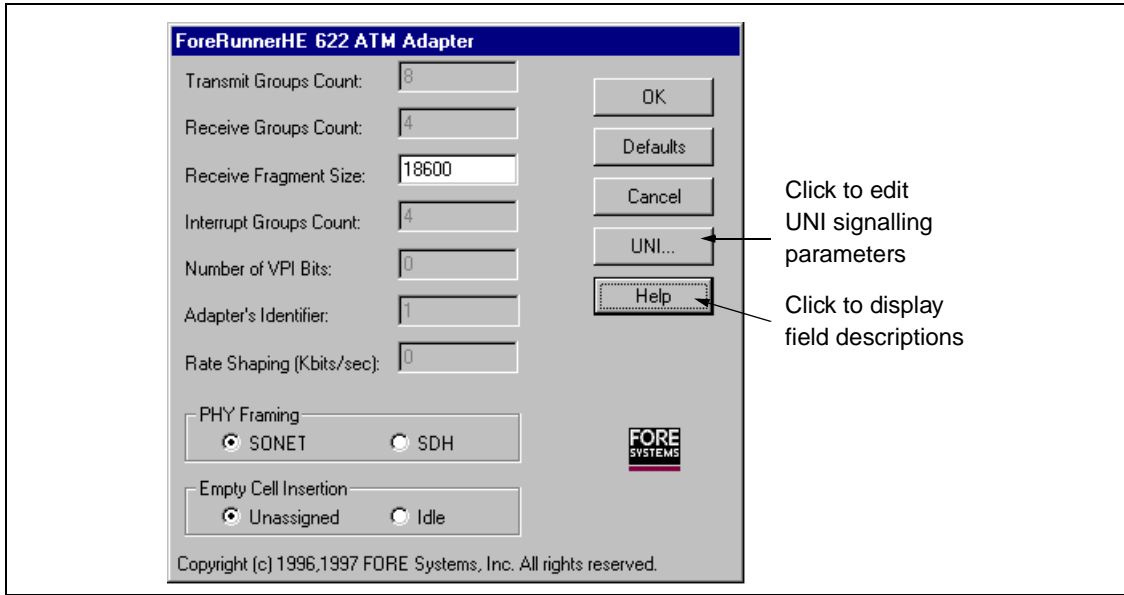 ForeRunnerHE 622 ATM Adapter
Transmit Groups Count: 8
Receive Groups Count: 4
Receive Fragment Size: 18600
Interrupt Groups Count: 4
Number of VPI Bits: 0
Adapter's Identifier: 1
Rate Shaping (Kbits/sec): 0
PHY Framing
SONET SDH
Empty Cell Insertion
Unassigned Idle
OK
Defaults
Cancel
UNI...
Help
FORE
SYSTEMS
Copyright (c) 1996,1997 FORE Systems, Inc. All rights reserved.
Click to edit
UNI signalling
parameters
Click to display
field descriptions